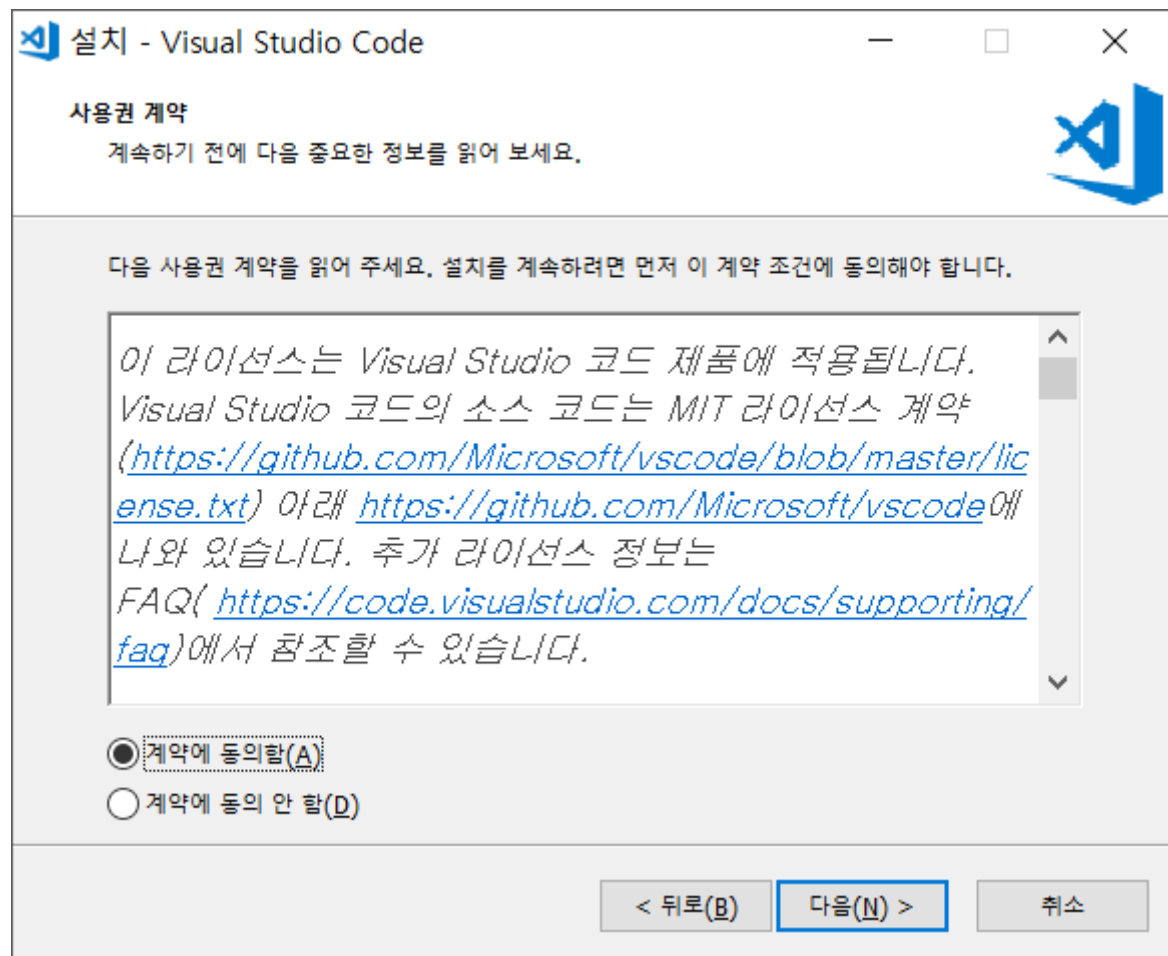 설치 - Visual Studio Code
사용권 계약
계속하기 전에 다음 중요한 정보를 읽어 보세요.
다음 사용권 계약을 읽어 주세요. 설치를 계속하려면 먼저 이 계약 조건에 동의해야 합니다.
이 라이선스는 Visual Studio 코드 제품에 적용됩니다.
Visual Studio 코드의 소스 코드는 MIT 라이선스 계약
(https://github.com/Microsoft/vscode/blob/master/lic
ense.txt) 아래 https://github.com/Microsoft/vscode에
나와 있습니다. 추가 라이선스 정보는
FAQ( https://code.visualstudio.com/docs/supporting/
faq)에서 참조할 수 있습니다.
계약에 동의함(A)
계약에 동의 안 함(D)
< 뒤로(B) 다음(N) > 취소